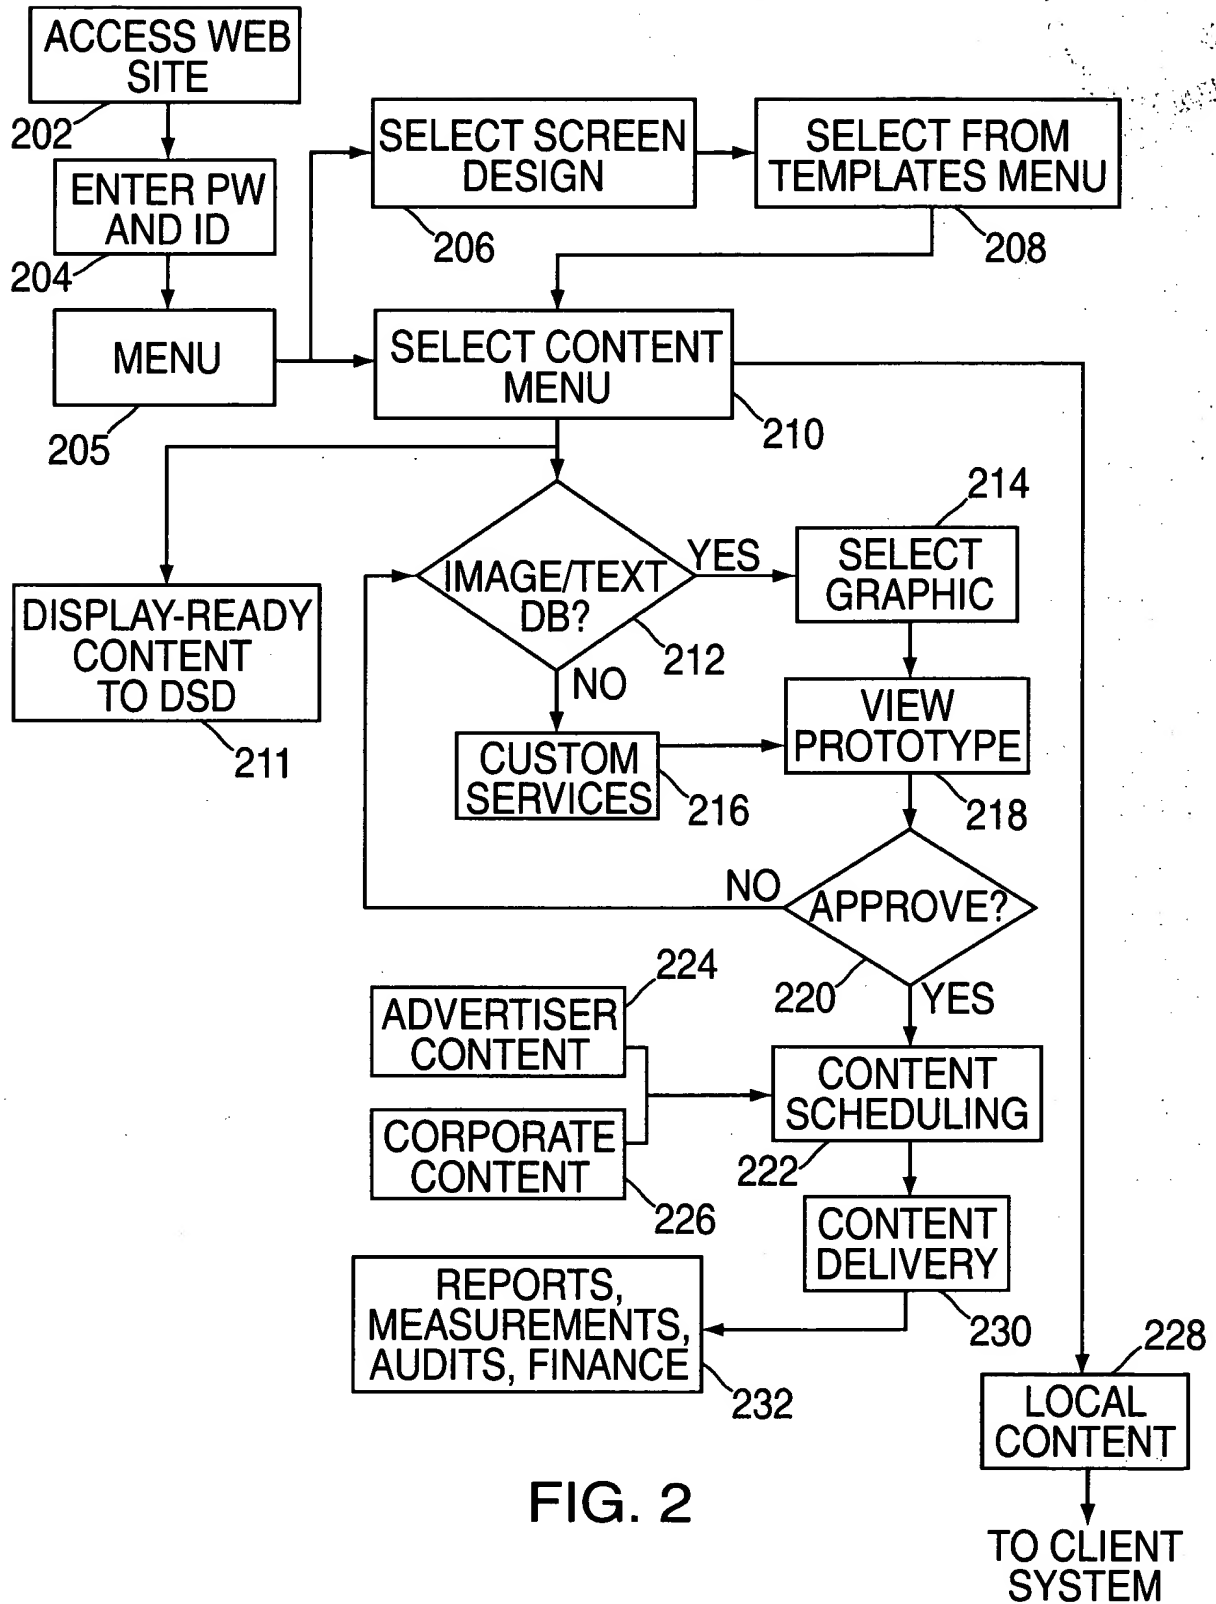 ACCESS WEB
SITE
202
ENTER PW
AND ID
204
MENU
205
SELECT SCREEN
DESIGN
206
SELECT FROM
TEMPLATES MENU
208
SELECT CONTENT
MENU
210
DISPLAY-READY
CONTENT
TO DSD
211
IMAGE/TEXT
DB?
212
YES
NO
SELECT
GRAPHIC
214
CUSTOM
SERVICES
216
VIEW
PROTOTYPE
218
APPROVE?
220
NO
YES
ADVERTISER
CONTENT
224
CORPORATE
CONTENT
226
CONTENT
SCHEDULING
222
CONTENT
DELIVERY
230
REPORTS,
MEASUREMENTS,
AUDITS, FINANCE
232
228
LOCAL
CONTENT
TO CLIENT
SYSTEM
FIG. 2